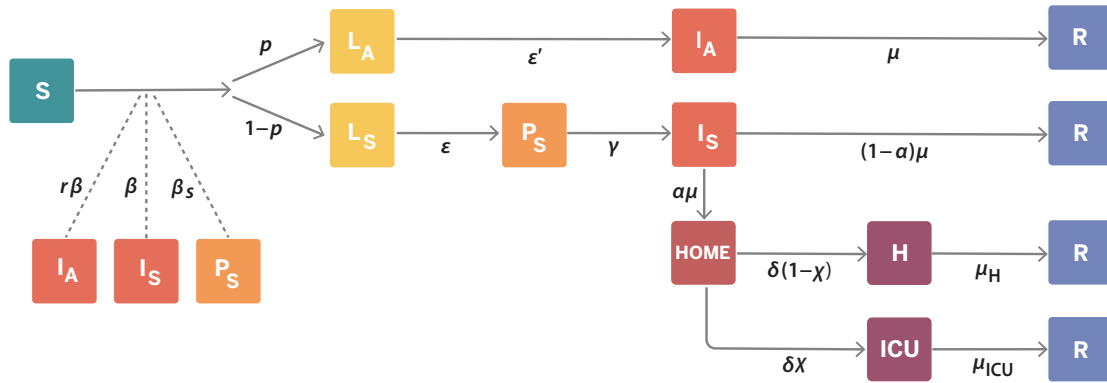 p
L_A
ε′
I_A
μ
R
S
1−p
L_S
ε
P_S
γ
I_S
(1−α)μ
R
rβ
β
β_S
αμ
I_A
I_S
P_S
HOME
δ(1−χ)
H
μ_H
R
δχ
ICU
μ_ICU
R